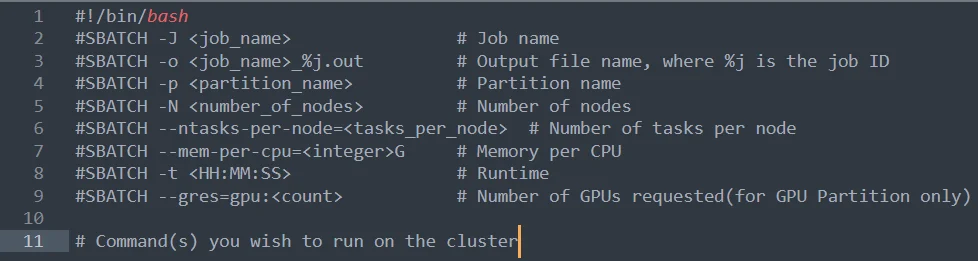 1 #!/bin/bash
2 #SBATCH -J <job_name> # Job name
3 #SBATCH -o <job_name>_%j.out # Output file name, where %j is the job ID
4 #SBATCH -p <partition_name> # Partition name
5 #SBATCH -N <number_of_nodes> # Number of nodes
6 #SBATCH --ntasks-per-node=<tasks_per_node> # Number of tasks per node
7 #SBATCH --mem-per-cpu=<integer>G # Memory per CPU
8 #SBATCH -t <HH:MM:SS> # Runtime
9 #SBATCH --gres=gpu:<count> # Number of GPUs requested(for GPU Partition only)
10
11 # Command(s) you wish to run on the cluster